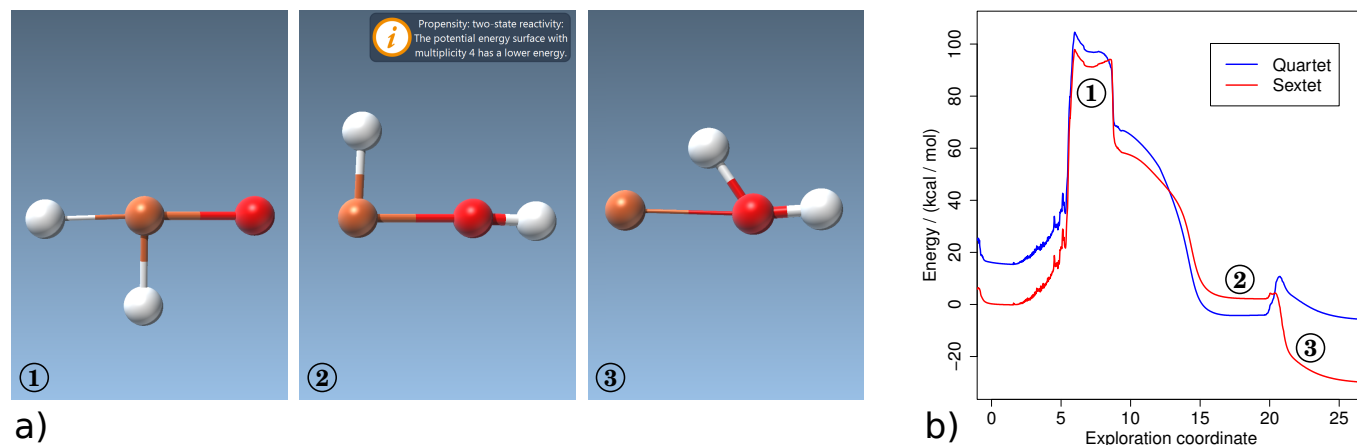 i
Propensity: two-state reactivity:
The potential energy surface with
multiplicity 4 has a lower energy.
①
②
③
a)
Energy / (kcal / mol)
100
80
60
40
20
0
−20
Quartet
Sextet
①
②
③
0
5
10
15
20
25
Exploration coordinate
b)